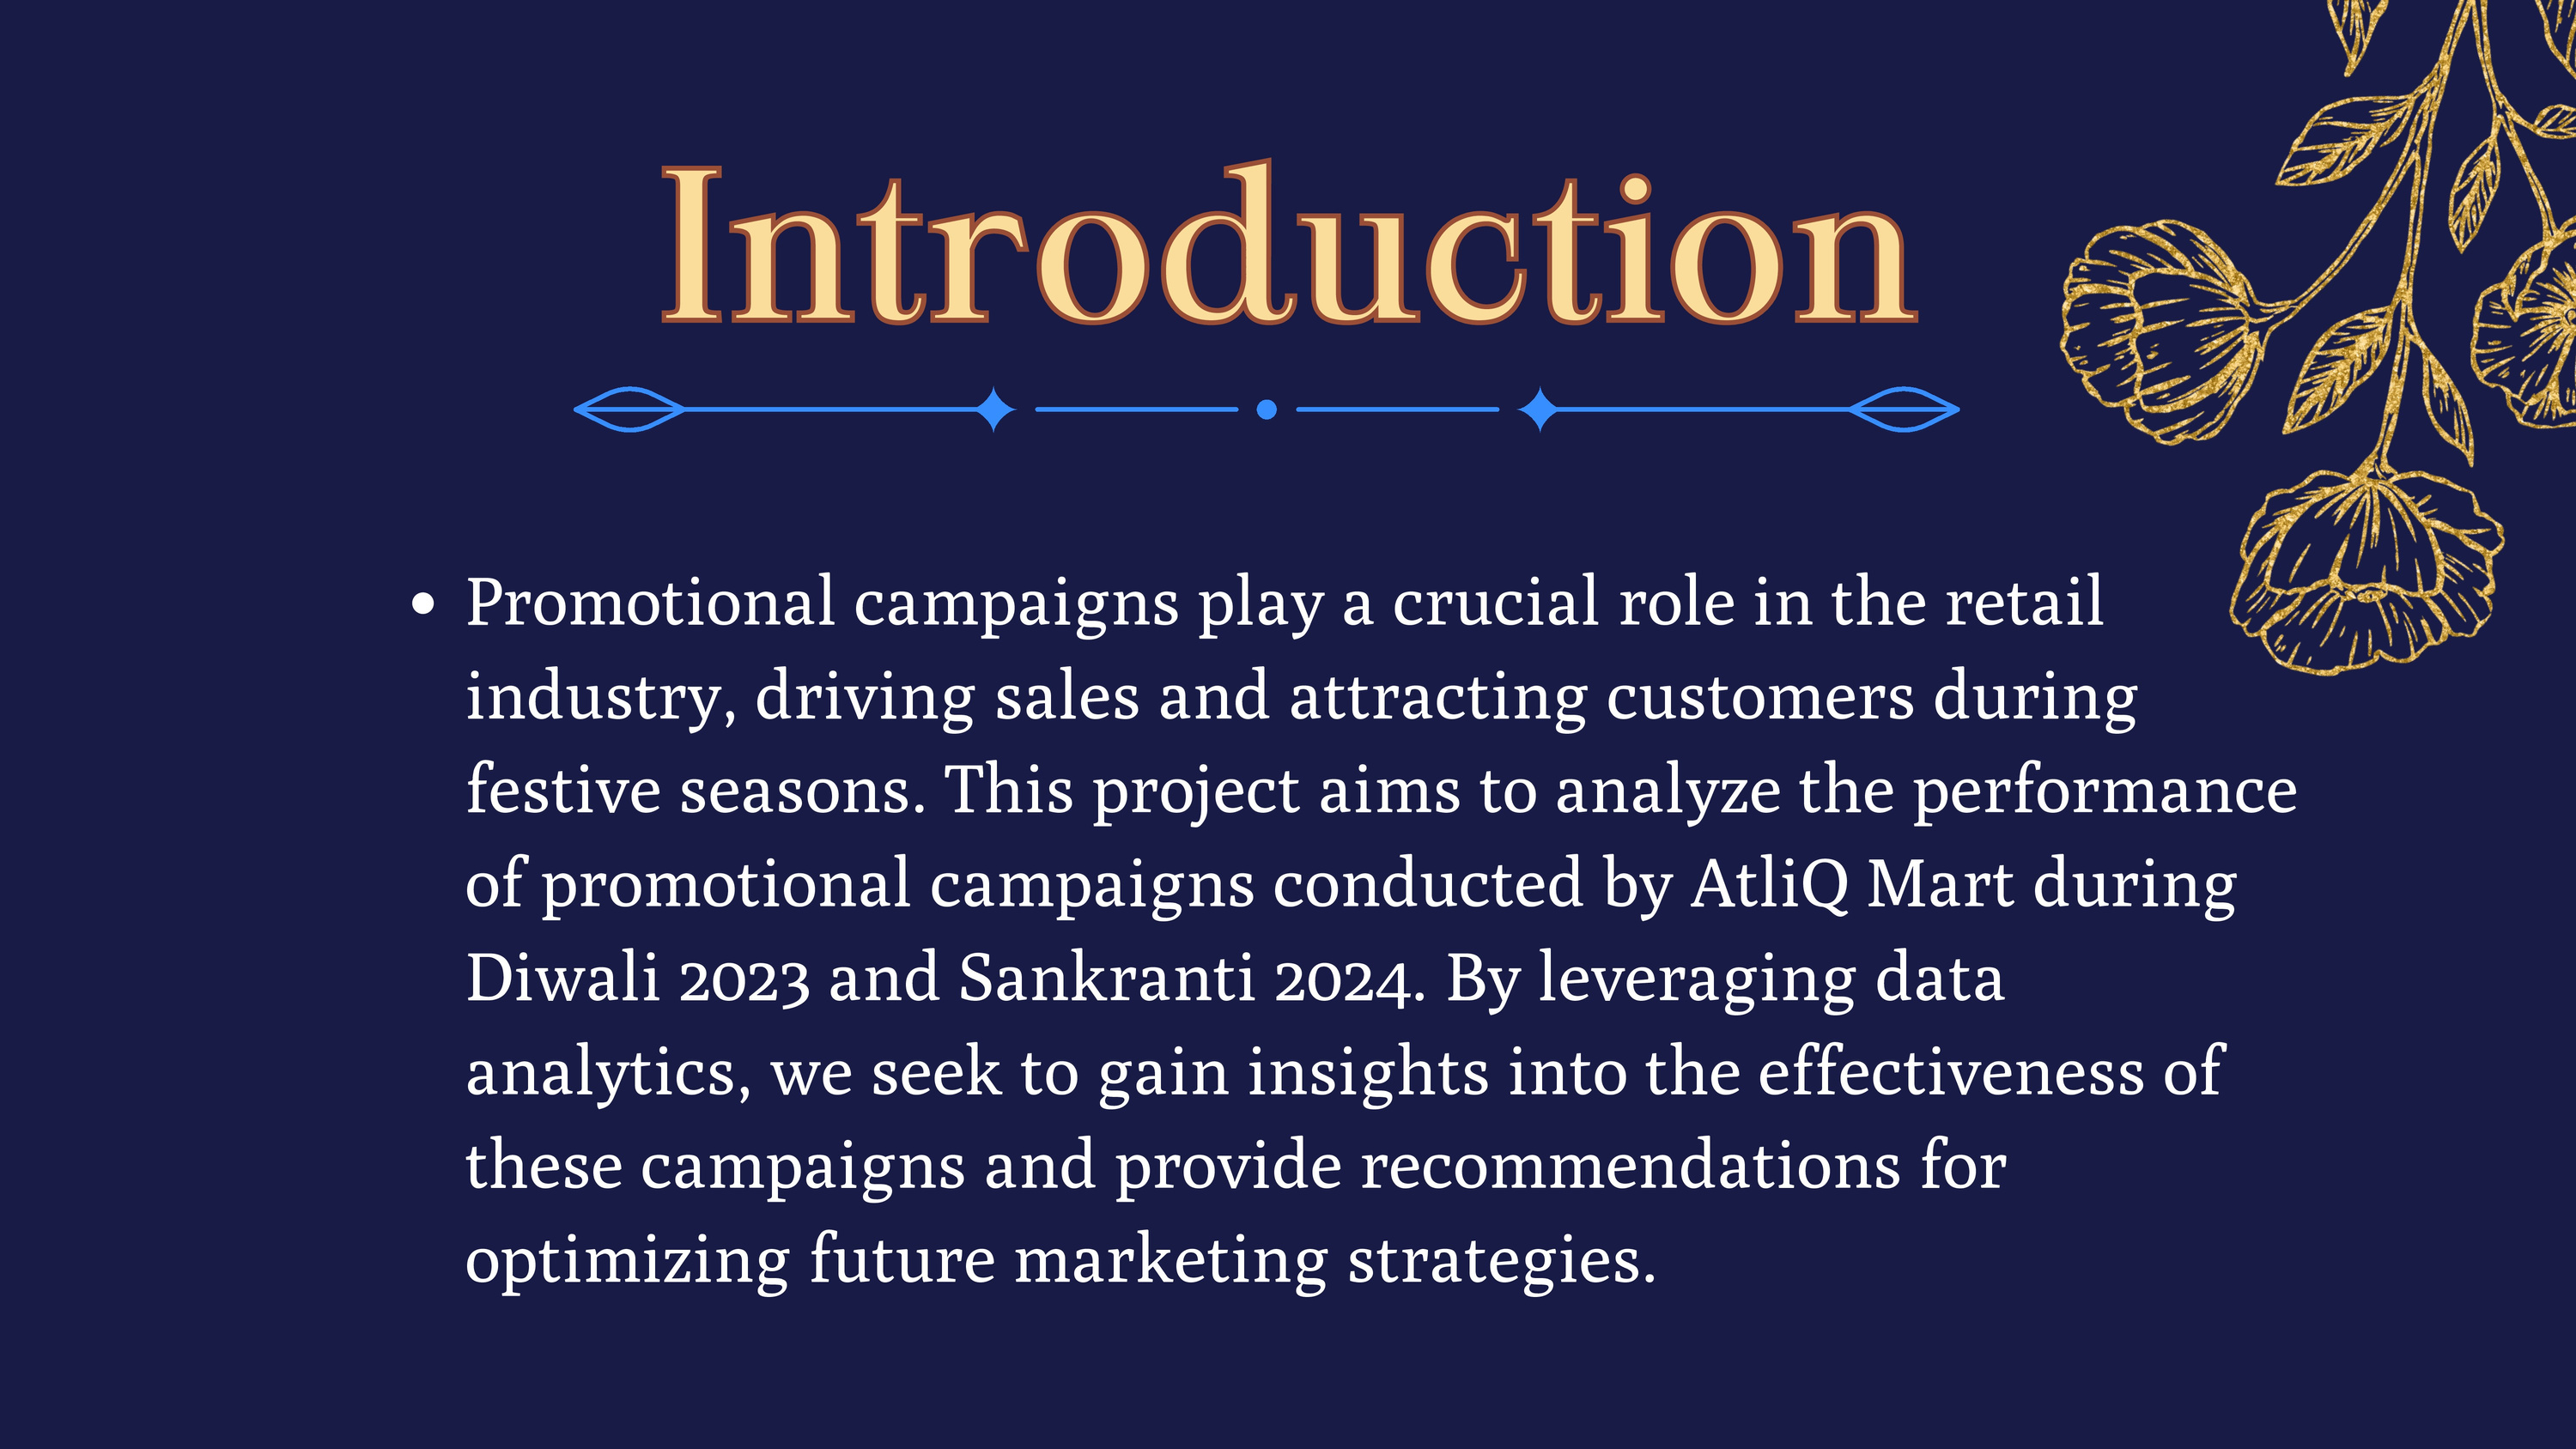 Introduction
• Promotional campaigns play a crucial role in the retail
industry, driving sales and attracting customers during
festive seasons. This project aims to analyze the performance
of promotional campaigns conducted by AtliQ Mart during
Diwali 2023 and Sankranti 2024. By leveraging data
analytics, we seek to gain insights into the effectiveness of
these campaigns and provide recommendations for
optimizing future marketing strategies.